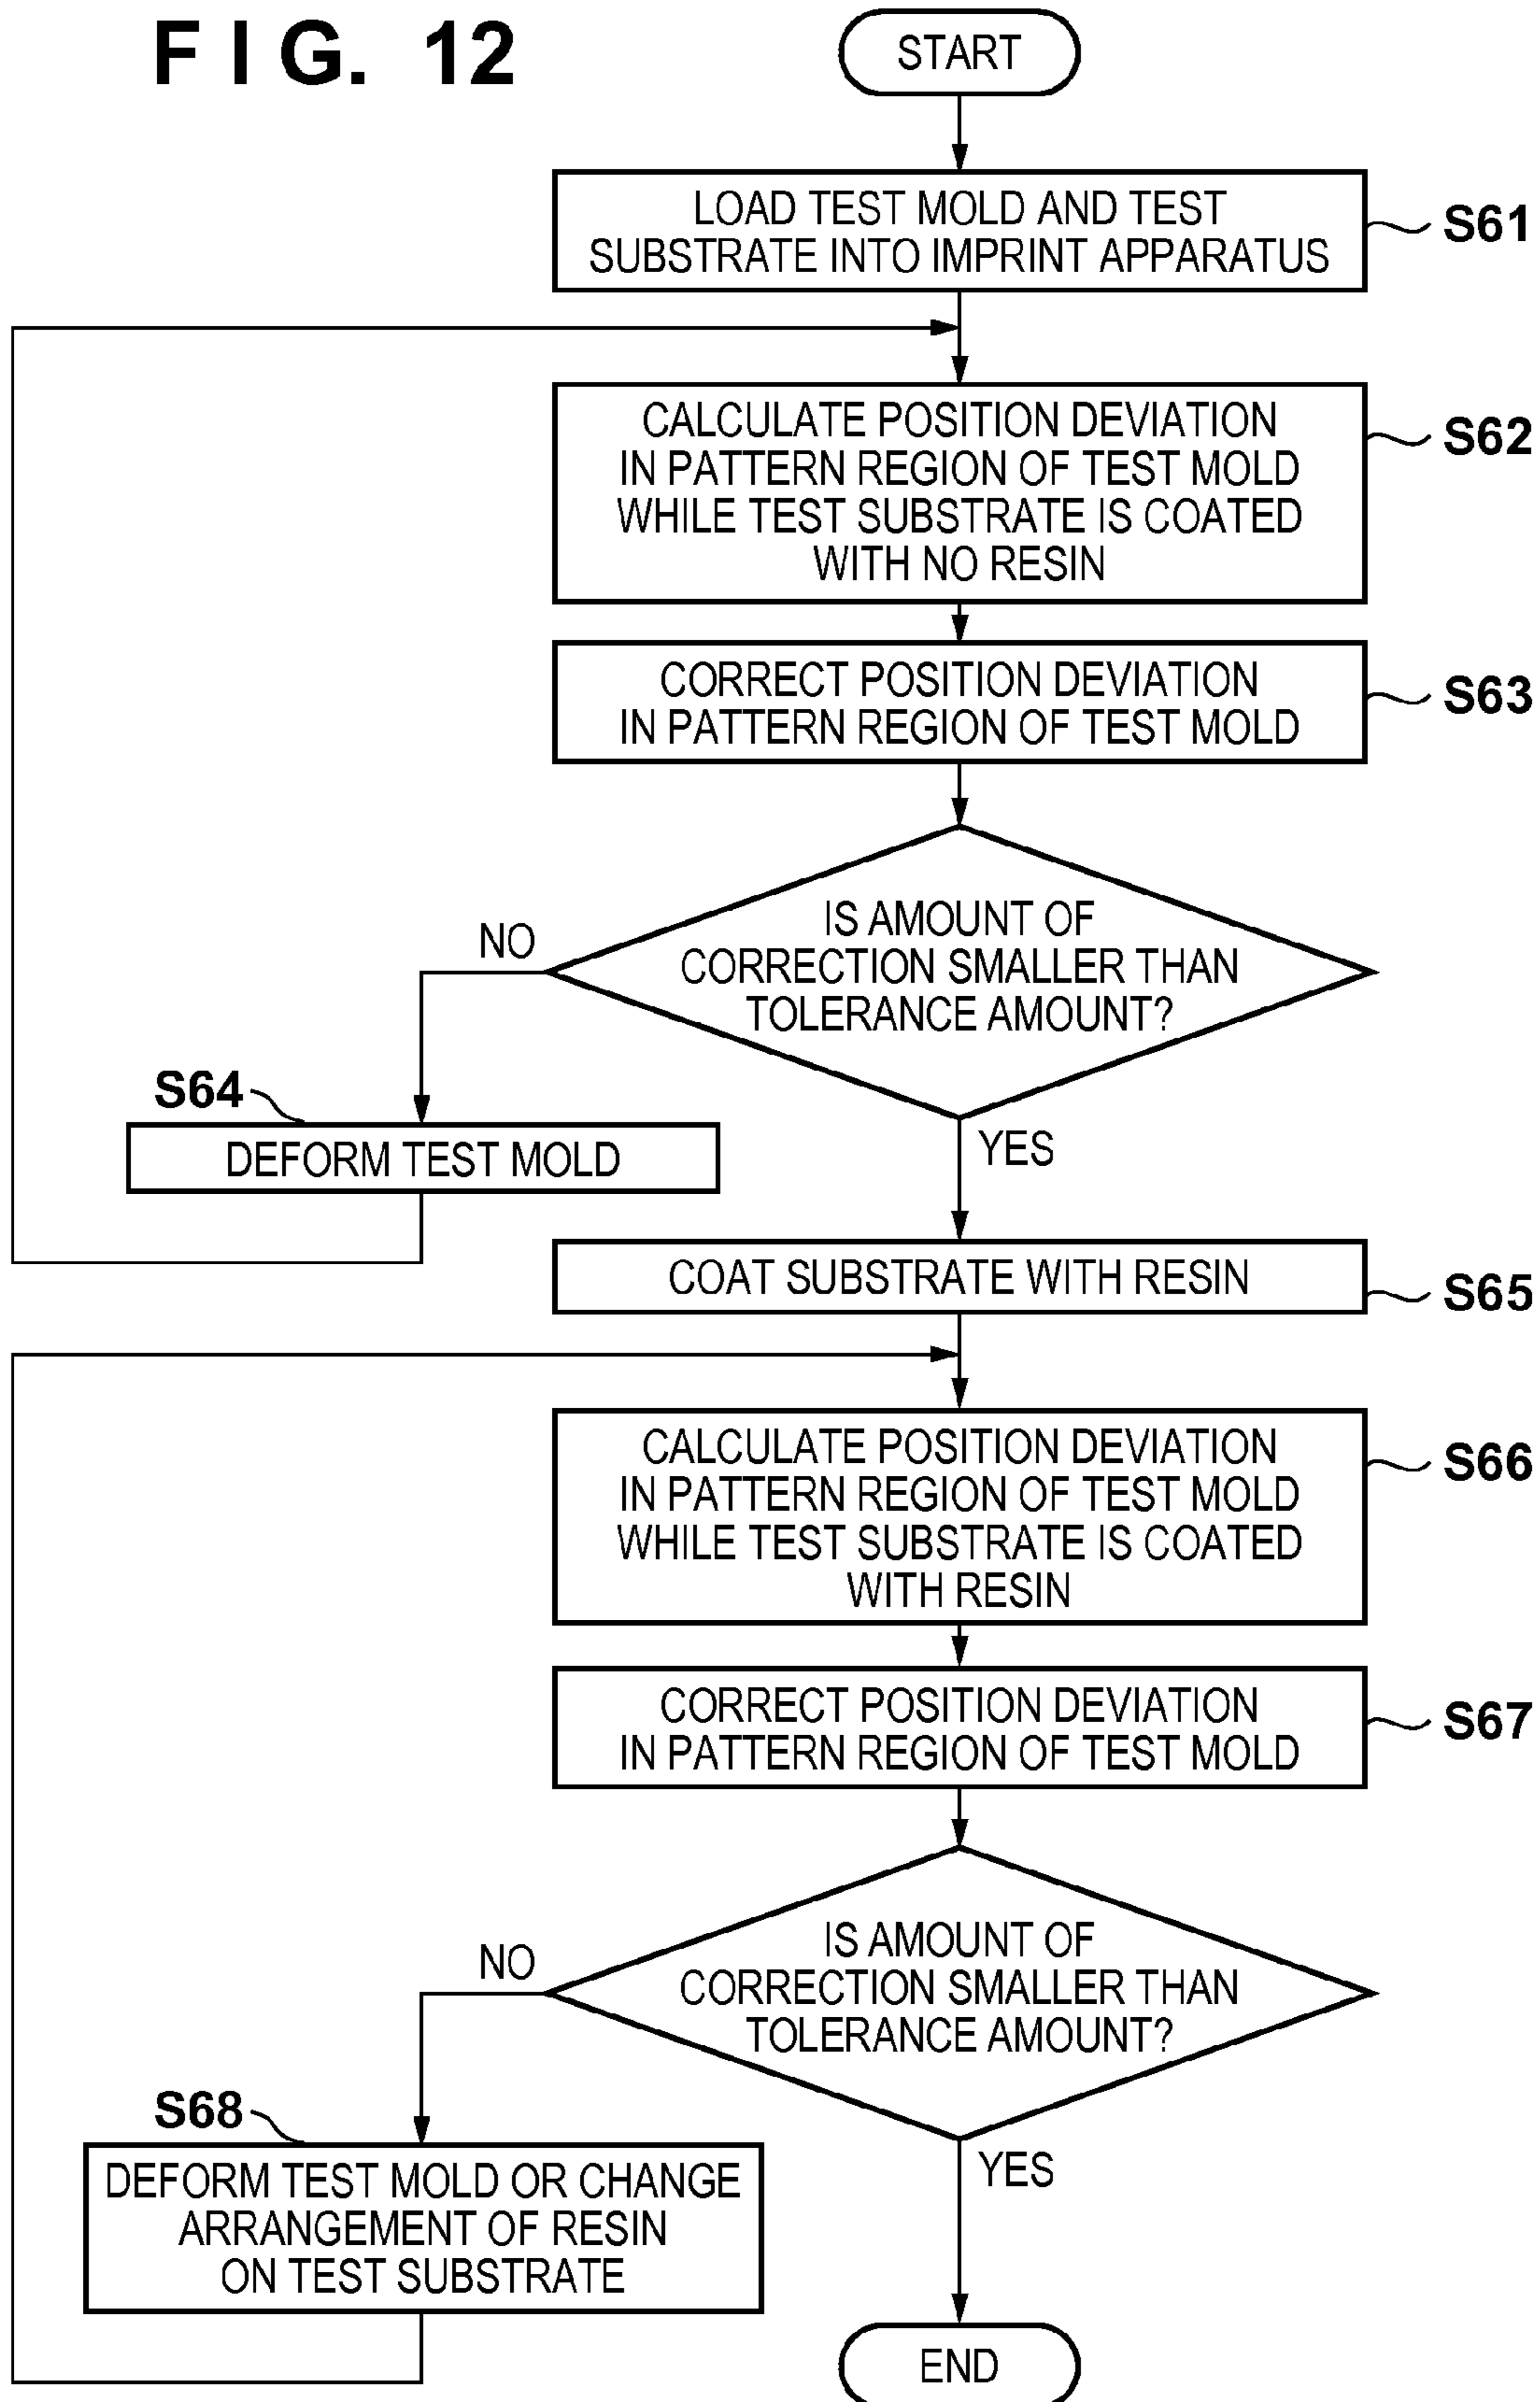 FIG. 12
START
LOAD TEST MOLD AND TEST
SUBSTRATE INTO IMPRINT APPARATUS
S61
CALCULATE POSITION DEVIATION
IN PATTERN REGION OF TEST MOLD
WHILE TEST SUBSTRATE IS COATED
WITH NO RESIN
S62
CORRECT POSITION DEVIATION
IN PATTERN REGION OF TEST MOLD
S63
IS AMOUNT OF
CORRECTION SMALLER THAN
TOLERANCE AMOUNT?
NO
S64
DEFORM TEST MOLD
YES
COAT SUBSTRATE WITH RESIN
S65
CALCULATE POSITION DEVIATION
IN PATTERN REGION OF TEST MOLD
WHILE TEST SUBSTRATE IS COATED
WITH RESIN
S66
CORRECT POSITION DEVIATION
IN PATTERN REGION OF TEST MOLD
S67
IS AMOUNT OF
CORRECTION SMALLER THAN
TOLERANCE AMOUNT?
NO
S68
DEFORM TEST MOLD OR CHANGE
ARRANGEMENT OF RESIN
ON TEST SUBSTRATE
YES
END